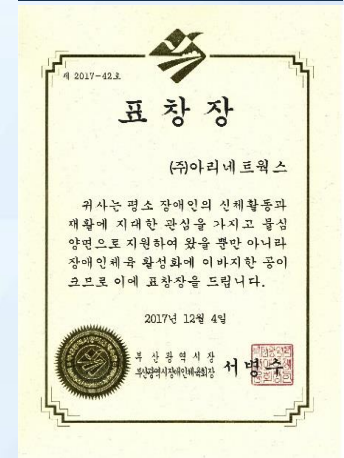 제 2017-42호
표창장
(주)아리네트웍스
귀사는 평소 장애인의 신체활동과
재활에 지대한 관심을 가지고 물심
양면으로 지원하여 왔을 뿐만 아니라
장애인체육 활성화에 이바지한 공이
크므로 이에 표창장을 드립니다.
2017년 12월 4일
부산광역시장
부산광역시장애인체육회장 서병수